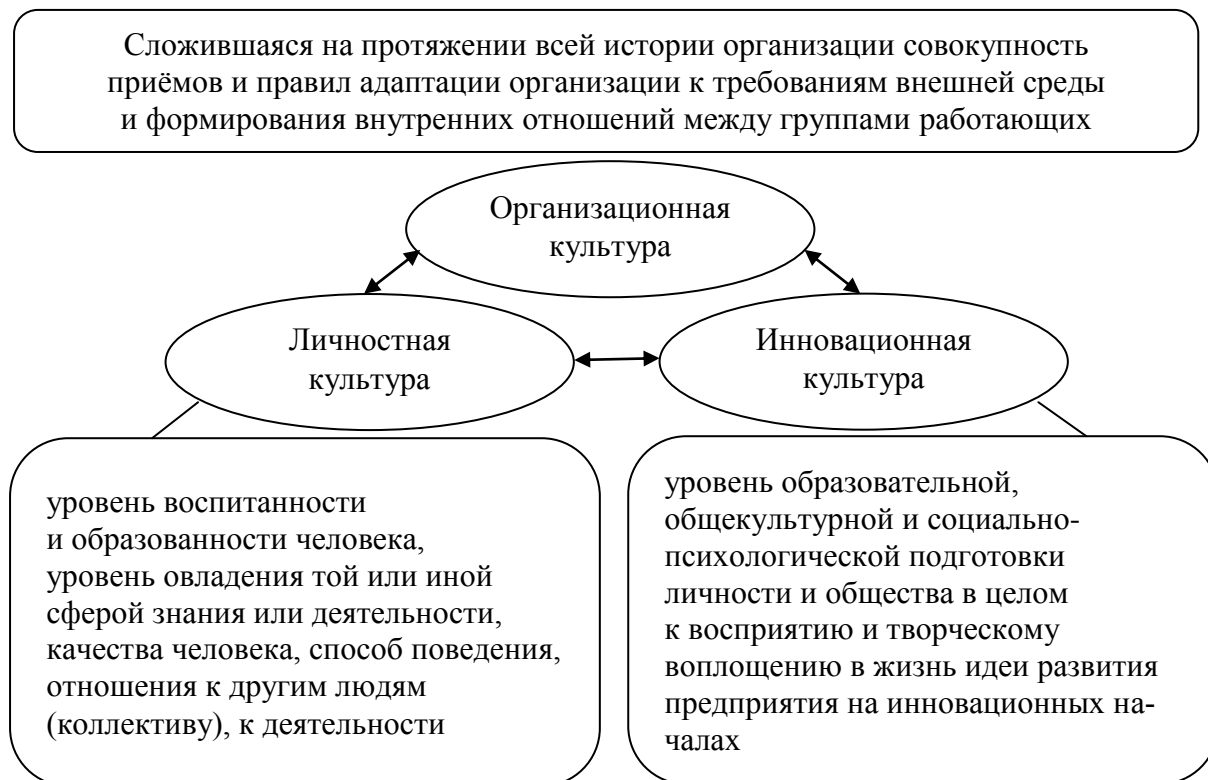 Сложившаяся на протяжении всей истории организации совокупность
приёмов и правил адаптации организации к требованиям внешней среды
и формирования внутренних отношений между группами работающих
Организационная
культура
Личностная
культура
Инновационная
культура
уровень воспитанности
и образованности человека,
уровень овладения той или иной
сферой знания или деятельности,
качества человека, способ поведения,
отношения к другим людям
(коллективу), к деятельности
уровень образовательной,
общекультурной и социально-
психологической подготовки
личности и общества в целом
к восприятию и творческому
воплощению в жизнь идеи развития
предприятия на инновационных на-
чалах